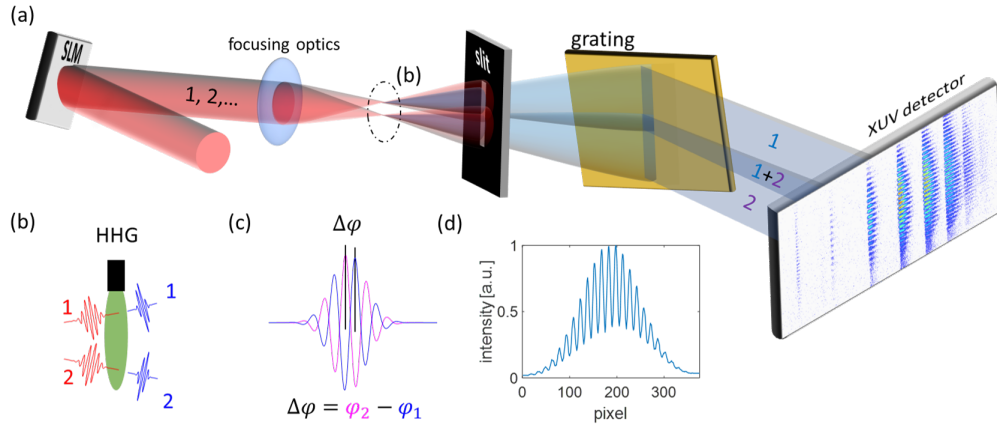 (a)
SLM
focusing optics
1, 2,...
(b)
slit
grating
XUV detector
1
1+2
2
(b)
HHG
1
1
2
2
(c)
Δφ
Δφ = φ₂ − φ₁
(d)
intensity [a.u.]
1
0.5
0
0 100 200 300
pixel